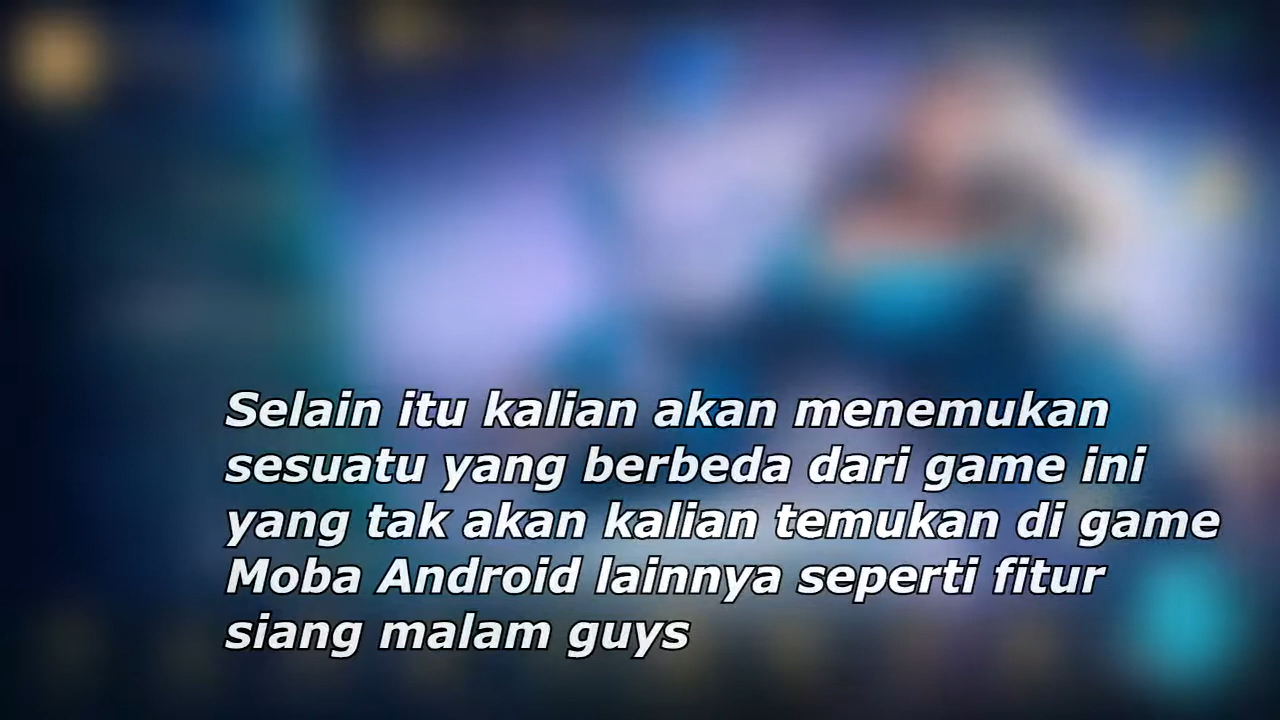 Selain itu kalian akan menemukan
sesuatu yang berbeda dari game ini
yang tak akan kalian temukan di game
Moba Android lainnya seperti fitur
siang malam guys